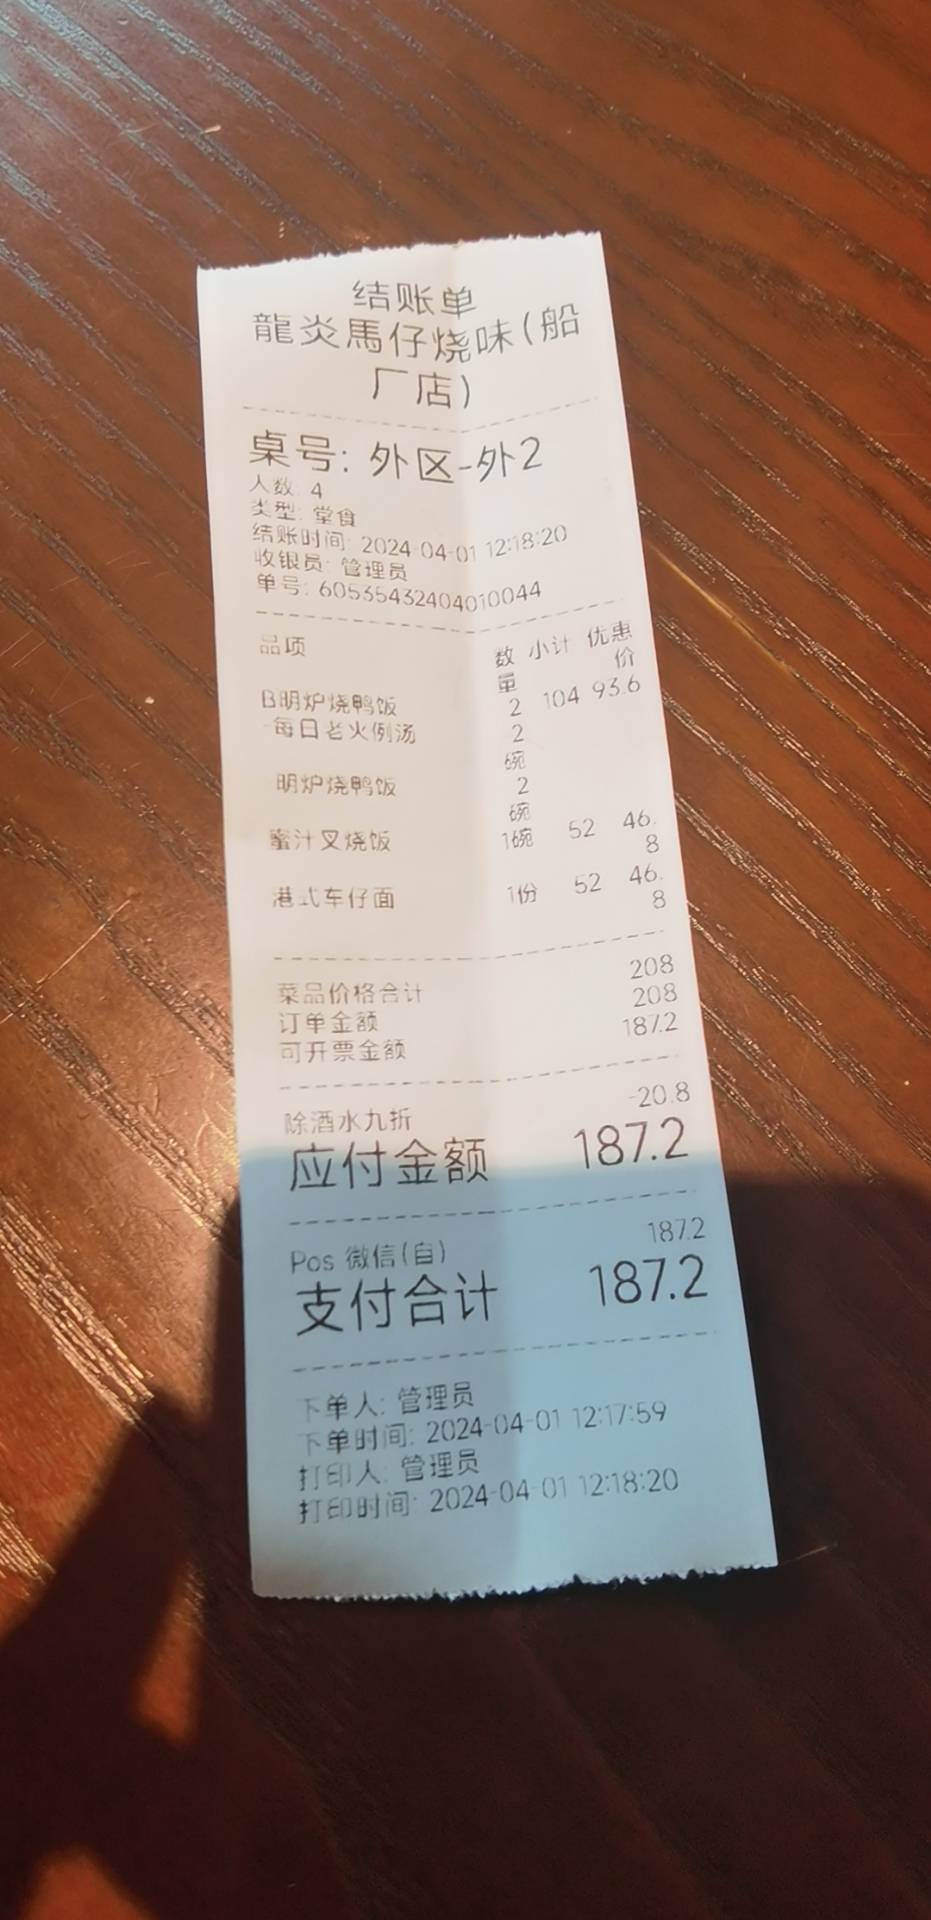 结账单
龍炎馬仔烧味(船
厂店)
桌号: 外区-外2
人数: 4
类型: 堂食
结账时间: 2024-04-01 12:18:20
收银员: 管理员
单号: 60535432404010044
品项 数量 小计 优惠价
B明炉烧鸭饭 2 104 93.6
-每日老火例汤 2碗
明炉烧鸭饭 2碗
蜜汁叉烧饭 1碗 52 46.8
港式车仔面 1份 52 46.8
菜品价格合计 208
订单金额 208
可开票金额 187.2
除酒水九折 -20.8
应付金额 187.2
Pos 微信(自) 187.2
支付合计 187.2
下单人: 管理员
下单时间: 2024-04-01 12:17:59
打印人: 管理员
打印时间: 2024-04-01 12:18:20